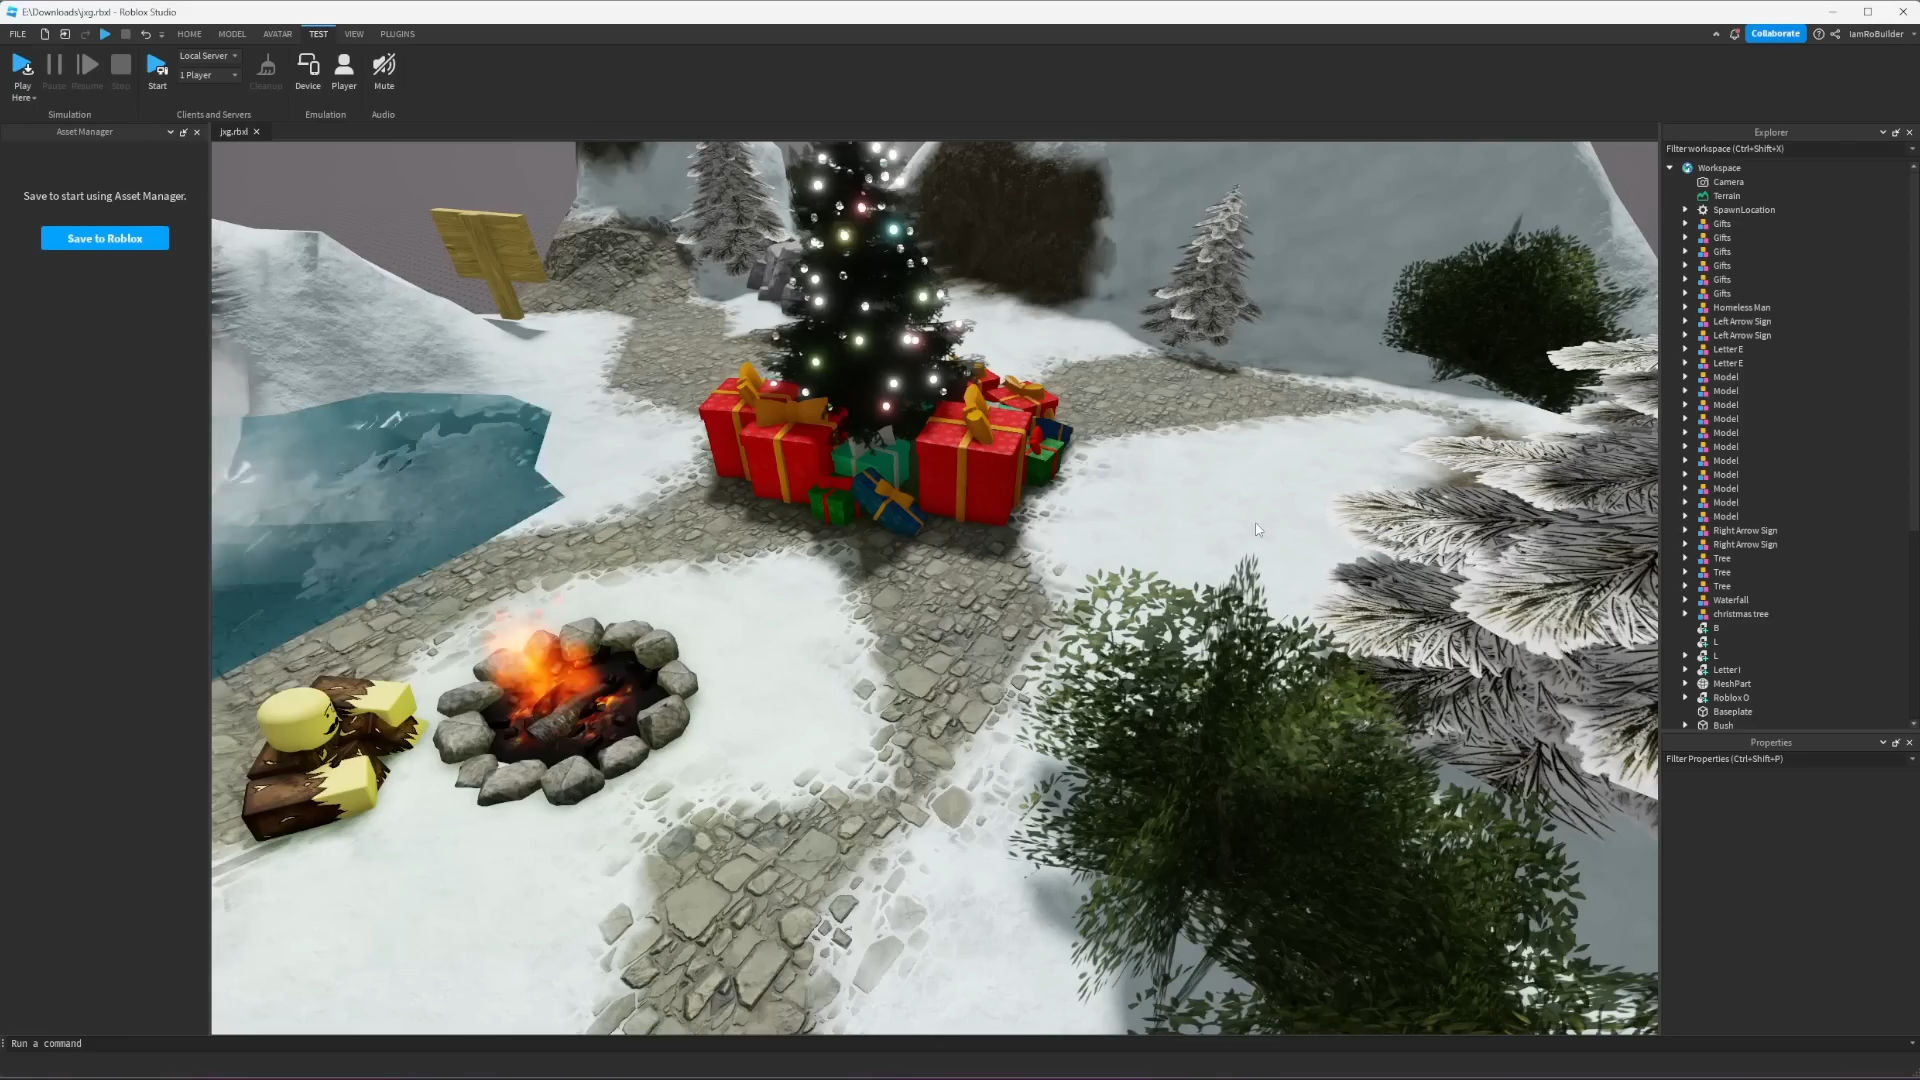 E:\Downloads\jxg.rbxl - Roblox Studio
FILE HOME MODEL AVATAR TEST VIEW PLUGINS
Collaborate IamRoBuilder
Play Here
Pause
Resume
Stop
Start
Local Server
1 Player
Cleanup
Device
Player
Mute
Simulation
Clients and Servers
Emulation
Audio
Asset Manager
Save to start using Asset Manager.
Save to Roblox
jxg.rbxl
Explorer
Filter workspace (Ctrl+Shift+X)
Workspace
Camera
Terrain
SpawnLocation
Gifts
Gifts
Gifts
Gifts
Gifts
Gifts
Homeless Man
Left Arrow Sign
Left Arrow Sign
Letter E
Letter E
Model
Model
Model
Model
Model
Model
Model
Model
Model
Model
Model
Right Arrow Sign
Right Arrow Sign
Tree
Tree
Tree
Waterfall
christmas tree
B
L
L
Letter I
MeshPart
Roblox O
Baseplate
Bush
Properties
Filter Properties (Ctrl+Shift+P)
Run a command